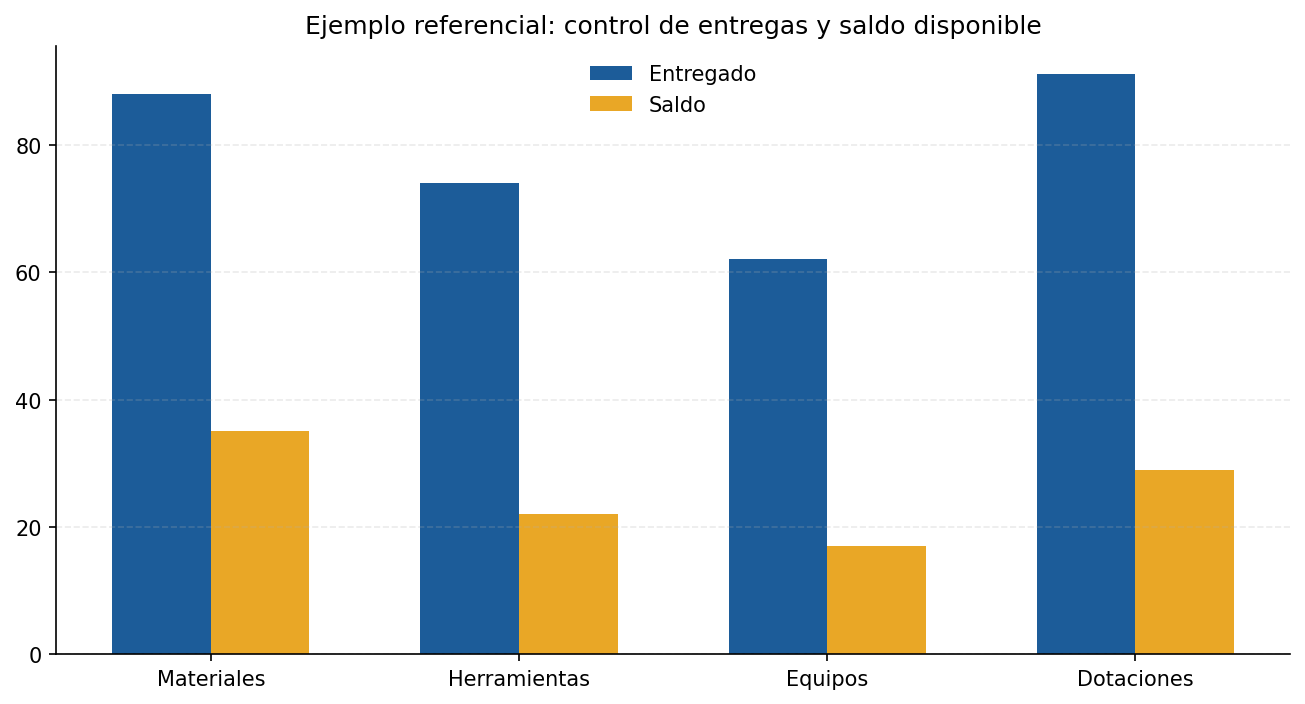 Ejemplo referencial: control de entregas y saldo disponible
Entregado
Saldo
80
60
40
20
0
Materiales Herramientas Equipos Dotaciones